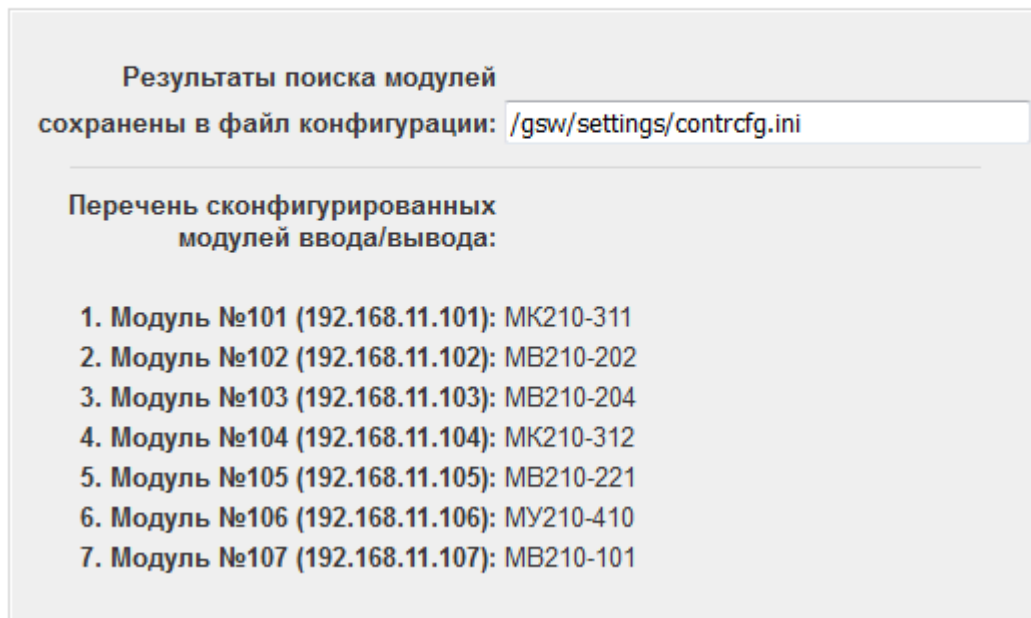 Результаты поиска модулей
сохранены в файл конфигурации: /gsw/settings/contrcfg.ini
Перечень сконфигурированных
модулей ввода/вывода:
1. Модуль №101 (192.168.11.101): МК210-311
2. Модуль №102 (192.168.11.102): МВ210-202
3. Модуль №103 (192.168.11.103): МВ210-204
4. Модуль №104 (192.168.11.104): МК210-312
5. Модуль №105 (192.168.11.105): МВ210-221
6. Модуль №106 (192.168.11.106): МУ210-410
7. Модуль №107 (192.168.11.107): МВ210-101